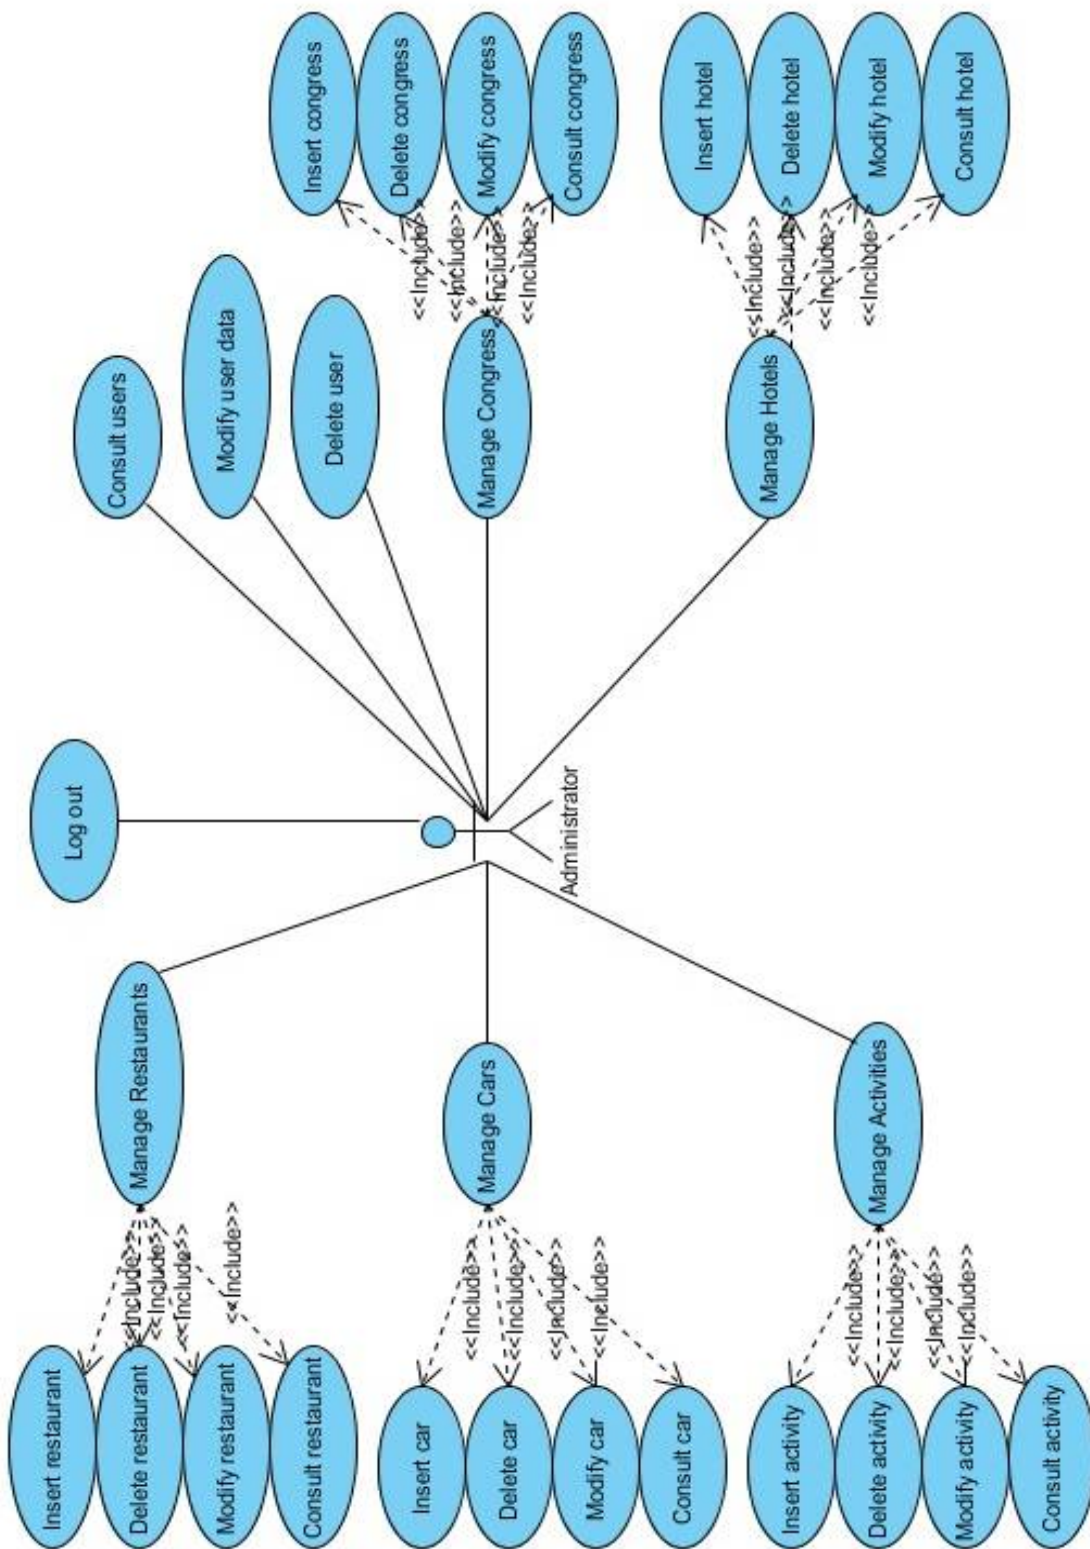 Insert congress
Delete congress
Modify congress
Consult congress
<<Include>>
<<Include>>
<<Include>>
<<Include>>
Manage Congress
Insert hotel
Delete hotel
Modify hotel
Consult hotel
<<Include>>
<<Include>>
<<Include>>
<<Include>>
Manage Hotels
Consult users
Modify user data
Delete user
Log out
Administrator
Manage Restaurants
<<Include>>
<<Include>>
<<Include>>
<<Include>>
Insert restaurant
Delete restaurant
Modify restaurant
Consult restaurant
Manage Cars
<<Include>>
<<Include>>
<<Include>>
<<Include>>
Insert car
Delete car
Modify car
Consult car
Manage Activities
<<Include>>
<<Include>>
<<Include>>
<<Include>>
Insert activity
Delete activity
Modify activity
Consult activity